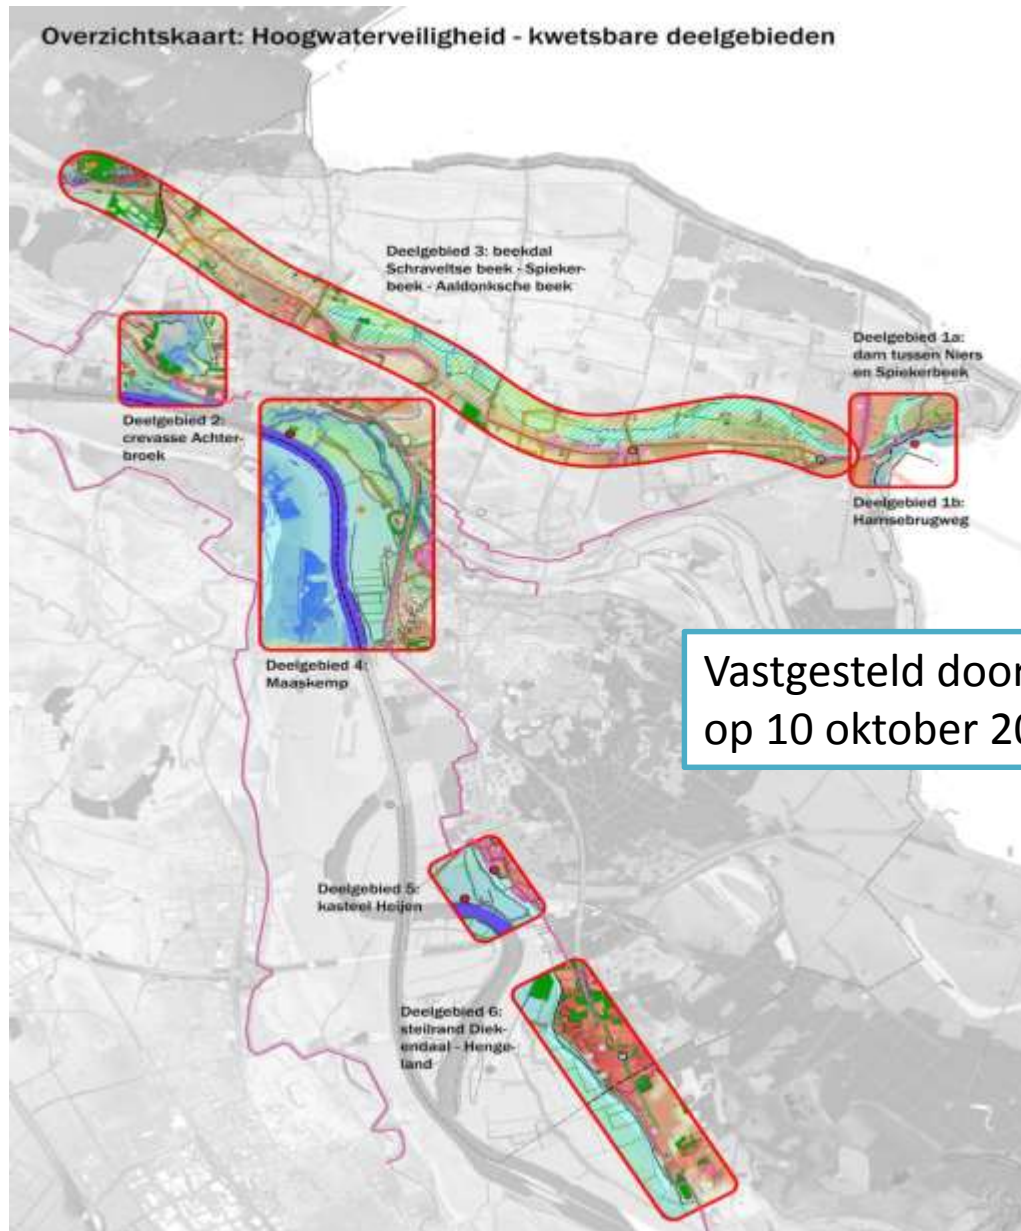 Overzichtskaart: Hoogwaterveiligheid - kwetsbare deelgebieden
Deelgebied 3: beekdal
Schraveltse beek - Spieker-
beek - Aaldonksche beek
Deelgebied 1a:
dam tussen Niers
en Spiekerbeek
Deelgebied 2:
crevasse Achter-
broek
Deelgebied 1b:
Hamsebrugweg
Deelgebied 4:
Maaskemp
Vastgesteld door
op 10 oktober 20
Deelgebied 5:
kasteel Heijen
Deelgebied 6:
steilrand Diek-
endaal - Henge-
land